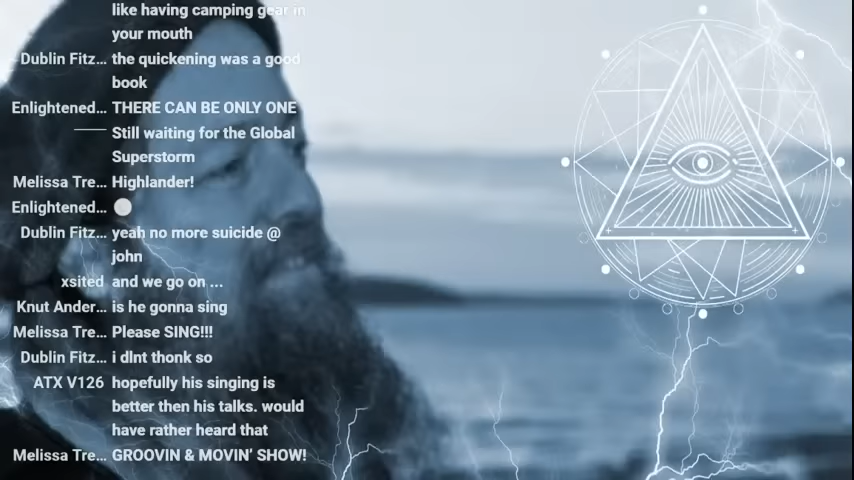 like having camping gear in
your mouth
Dublin Fitz... the quickening was a good
book
Enlightened... THERE CAN BE ONLY ONE
Still waiting for the Global
Superstorm
Melissa Tre... Highlander!
Enlightened...
Dublin Fitz... yeah no more suicide @
john
xsited and we go on ...
Knut Ander... is he gonna sing
Melissa Tre... Please SING!!!
Dublin Fitz... i dInt thonk so
ATX V126 hopefully his singing is
better then his talks. would
have rather heard that
Melissa Tre... GROOVIN & MOVIN' SHOW!